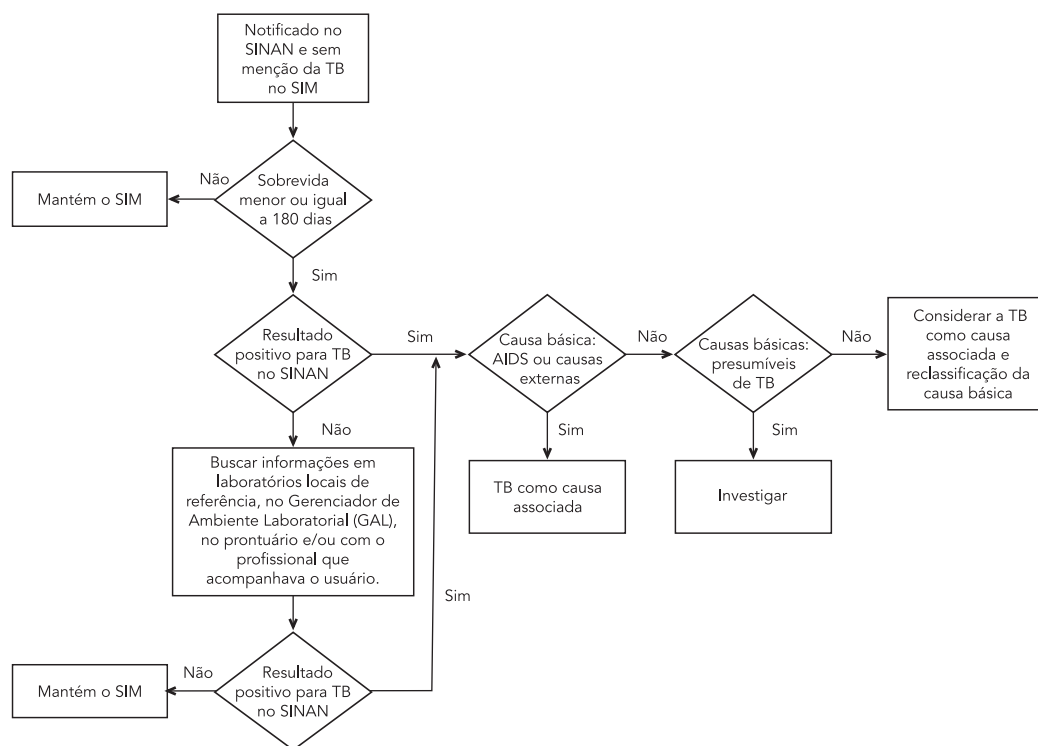 Notificado no
SINAN e sem
menção da TB
no SIM
Não
Mantém o SIM
Sobrevida
menor ou igual
a 180 dias
Sim
Resultado
positivo para TB
no SINAN
Sim
Causa básica:
AIDS ou causas
externas
Não
Causas básicas:
presumíveis
de TB
Não
Considerar a TB
como causa
associada e
reclassificação da
causa básica
Não
Sim
Sim
Buscar informações em
laboratórios locais de
referência, no Gerenciador de
Ambiente Laboratorial (GAL),
no prontuário e/ou com o
profissional que
acompanhava o usuário.
TB como causa
associada
Investigar
Sim
Não
Mantém o SIM
Resultado
positivo para TB
no SINAN